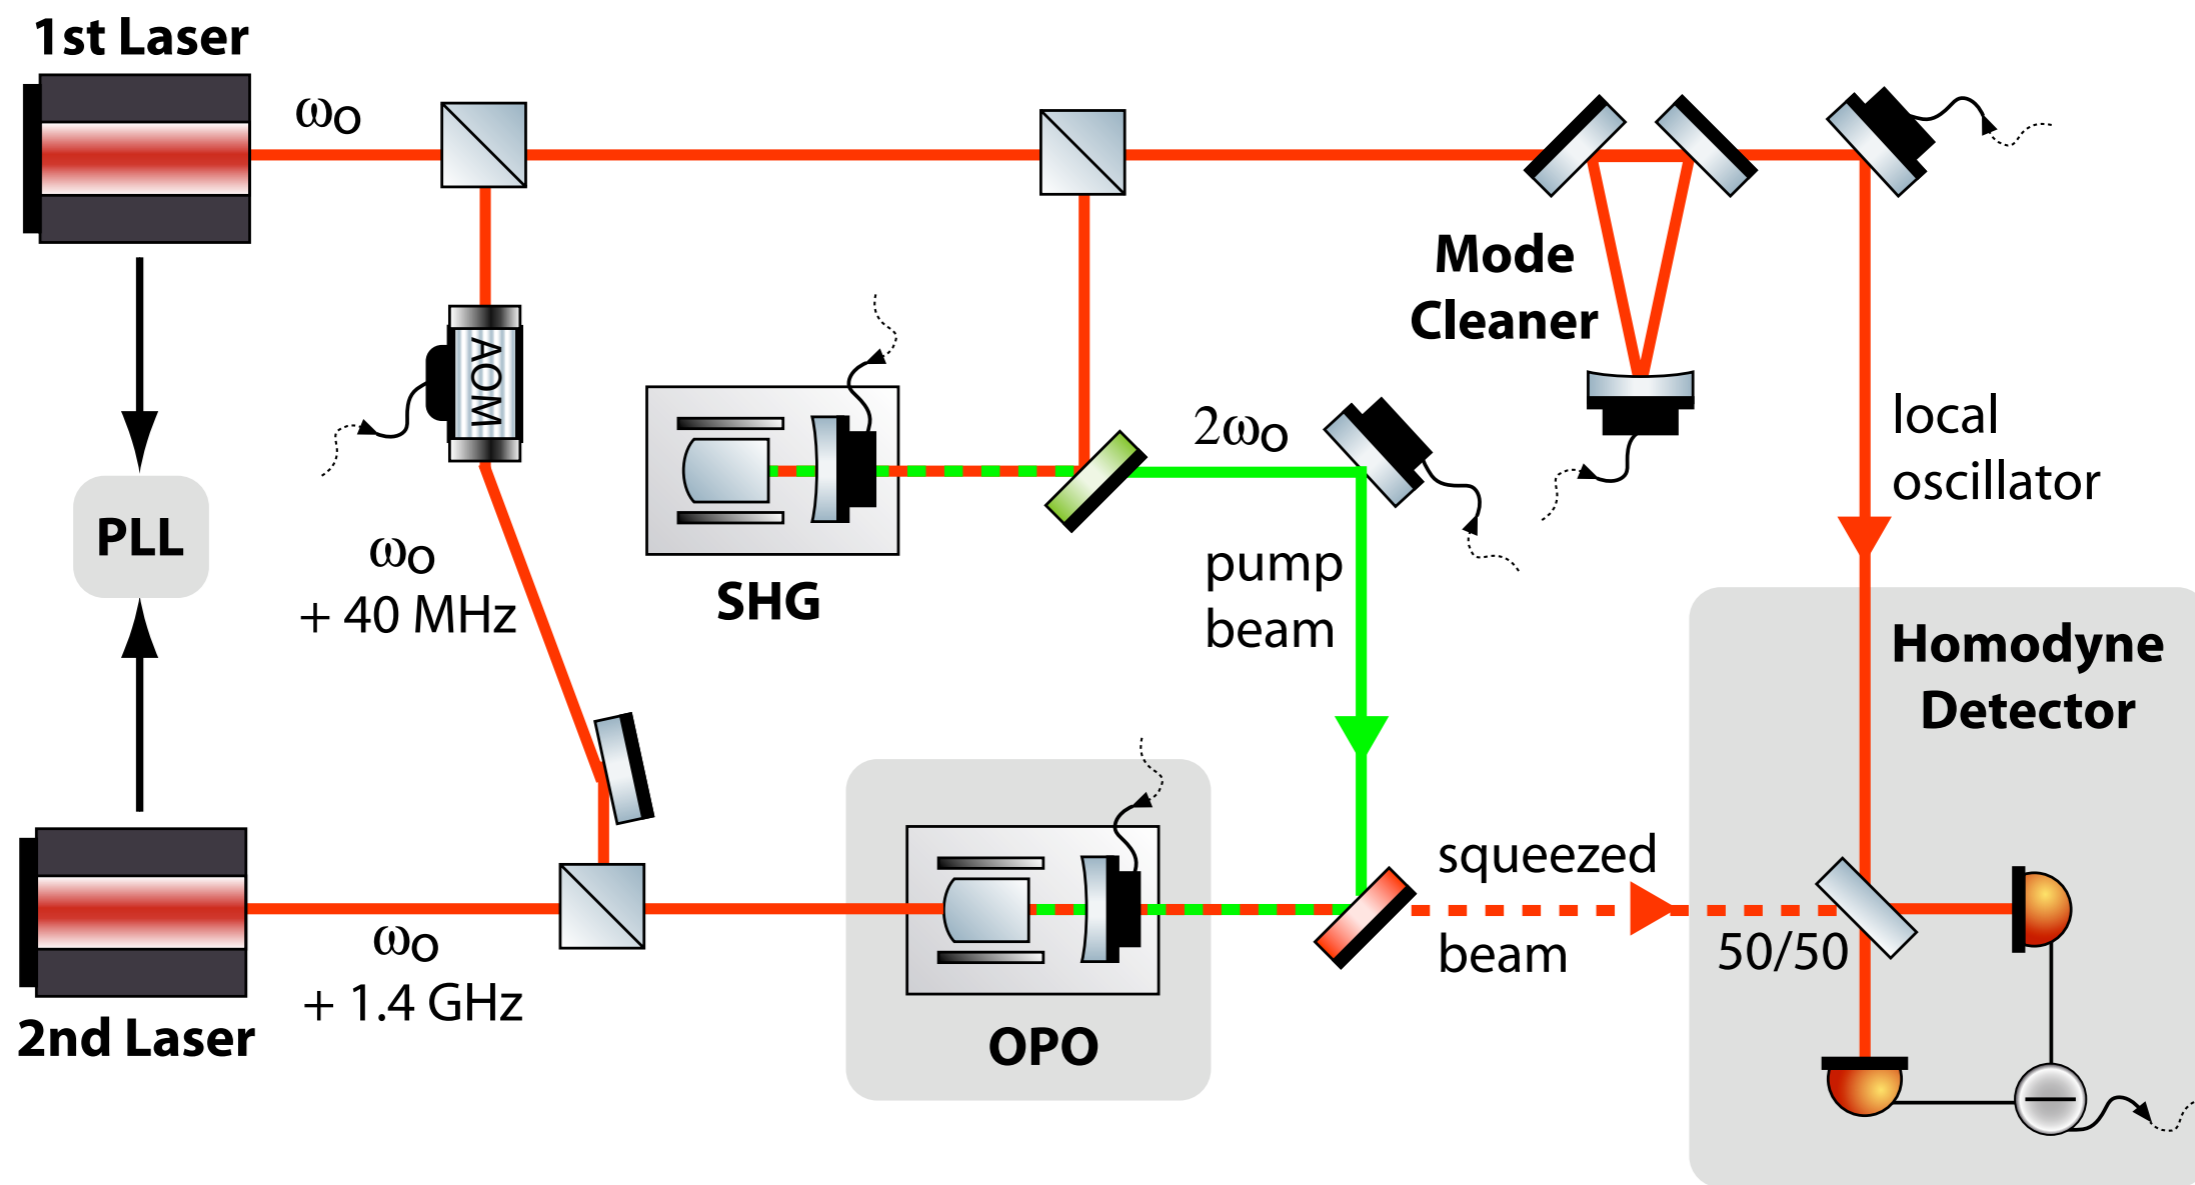 1st Laser
ωo
Mode
Cleaner
AOM
2ωo
local
oscillator
PLL
ωo
+ 40 MHz
SHG
pump
beam
Homodyne
Detector
squeezed
beam
50/50
ωo
+ 1.4 GHz
2nd Laser
OPO